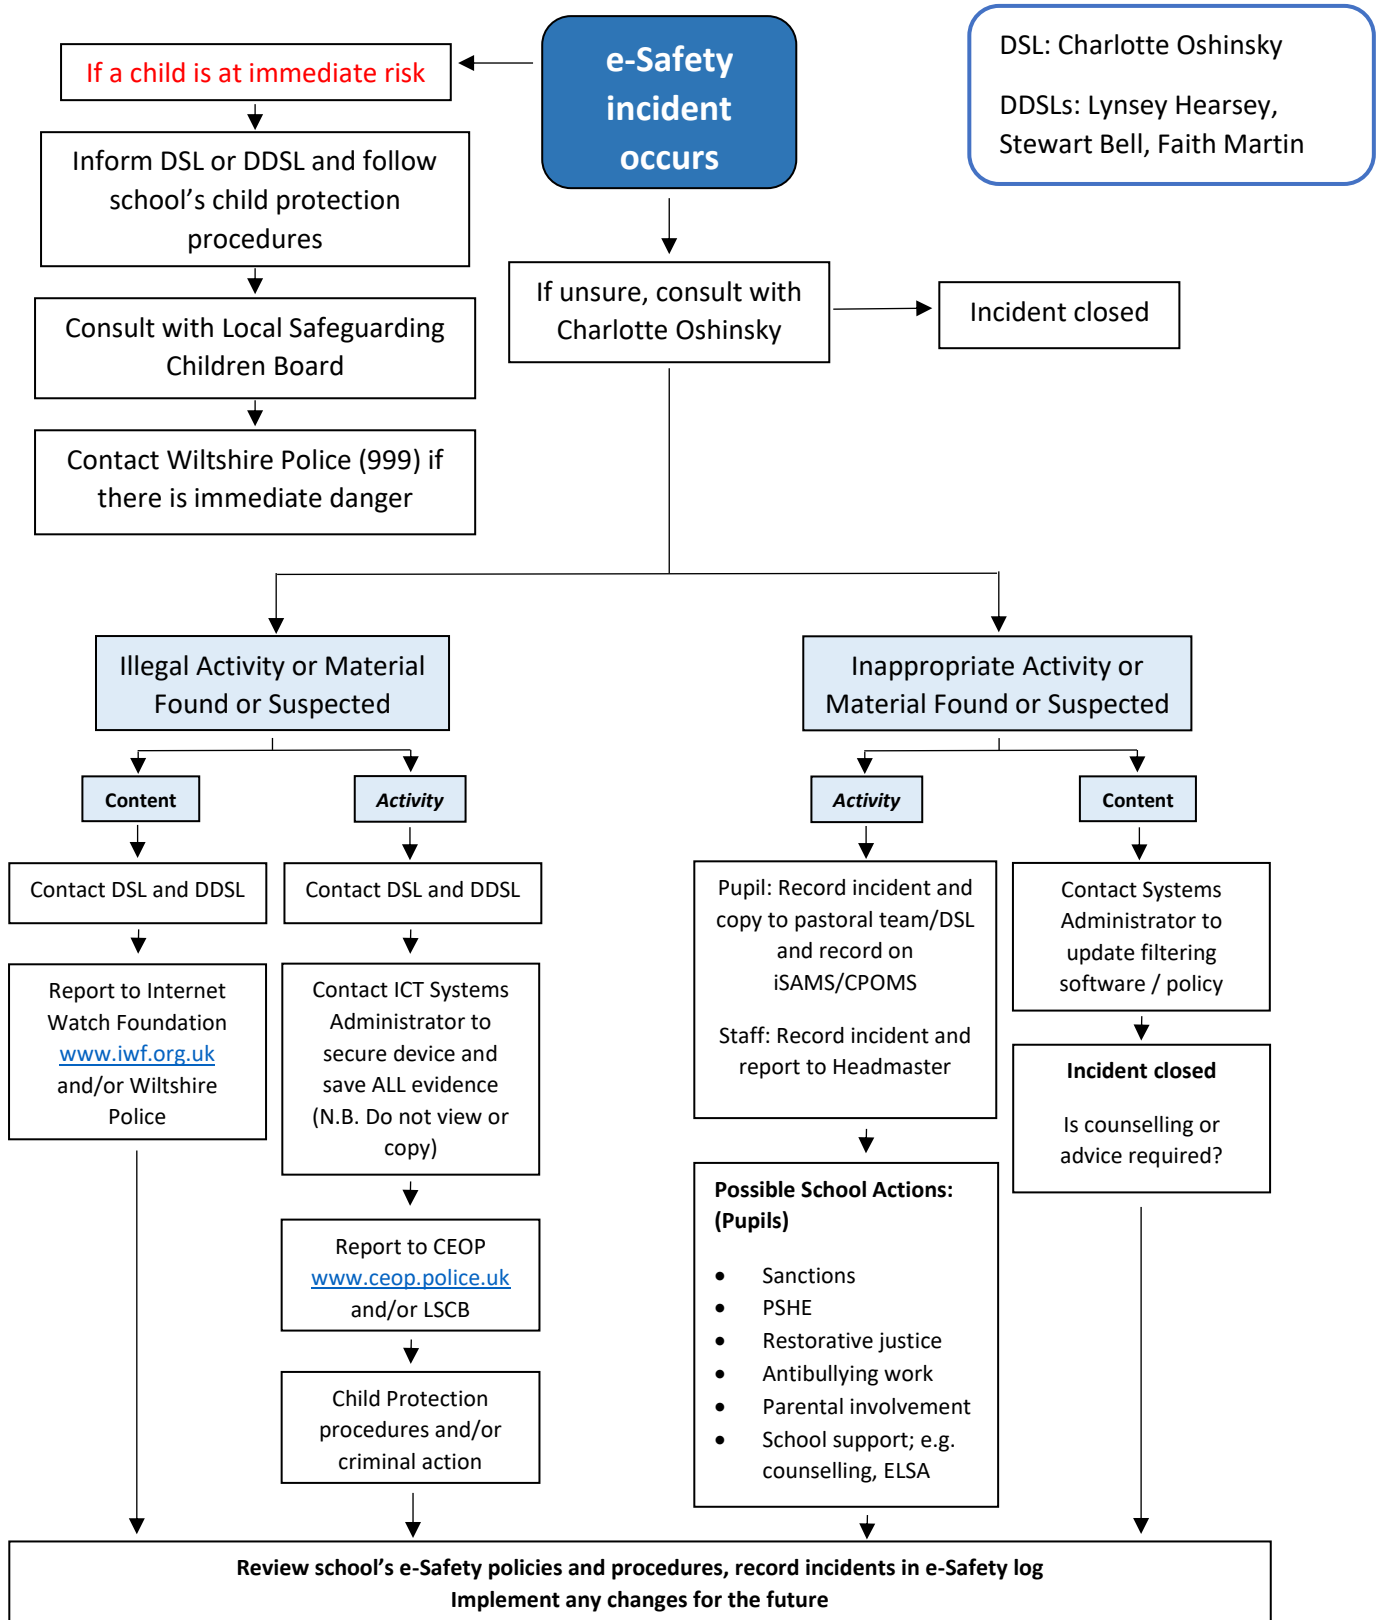 e-Safety
incident
occurs
DSL: Charlotte Oshinsky
DDSLs: Lynsey Hearsey,
Stewart Bell, Faith Martin
If a child is at immediate risk
Inform DSL or DDSL and follow
school’s child protection
procedures
Consult with Local Safeguarding
Children Board
Contact Wiltshire Police (999) if
there is immediate danger
If unsure, consult with
Charlotte Oshinsky
Incident closed
Illegal Activity or Material
Found or Suspected
Content
Contact DSL and DDSL
Report to Internet
Watch Foundation
www.iwf.org.uk
and/or Wiltshire
Police
Activity
Contact DSL and DDSL
Contact ICT Systems
Administrator to
secure device and
save ALL evidence
(N.B. Do not view or
copy)
Report to CEOP
www.ceop.police.uk
and/or LSCB
Child Protection
procedures and/or
criminal action
Inappropriate Activity or
Material Found or Suspected
Activity
Pupil: Record incident and
copy to pastoral team/DSL
and record on
iSAMS/CPOMS
Staff: Record incident and
report to Headmaster
Possible School Actions:
(Pupils)
• Sanctions
• PSHE
• Restorative justice
• Antibullying work
• Parental involvement
• School support; e.g.
counselling, ELSA
Content
Contact Systems
Administrator to
update filtering
software / policy
Incident closed
Is counselling or
advice required?
Review school’s e-Safety policies and procedures, record incidents in e-Safety log
Implement any changes for the future